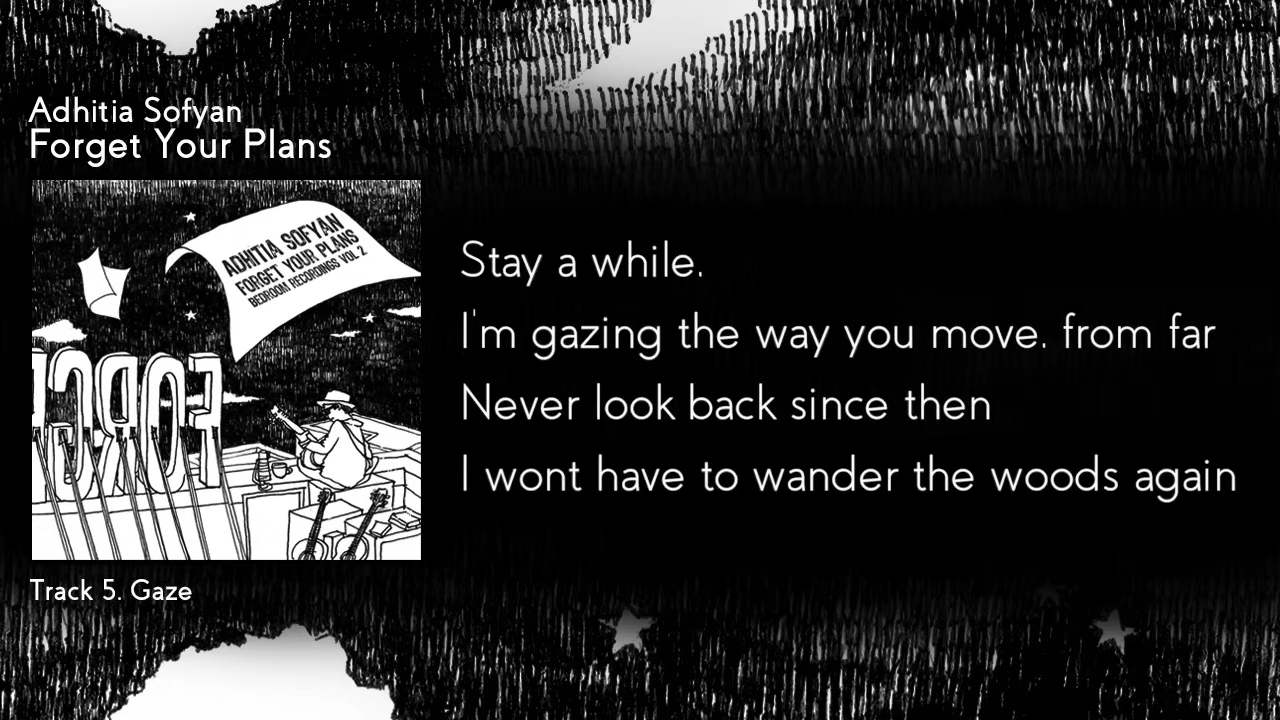 Adhitia Sofyan
Forget Your Plans
ADHITIA SOFYAN
FORGET YOUR PLANS
BEDROOM RECORDINGS VOL 2
FORG
Track 5. Gaze
Stay a while.
I'm gazing the way you move. from far
Never look back since then
I wont have to wander the woods again